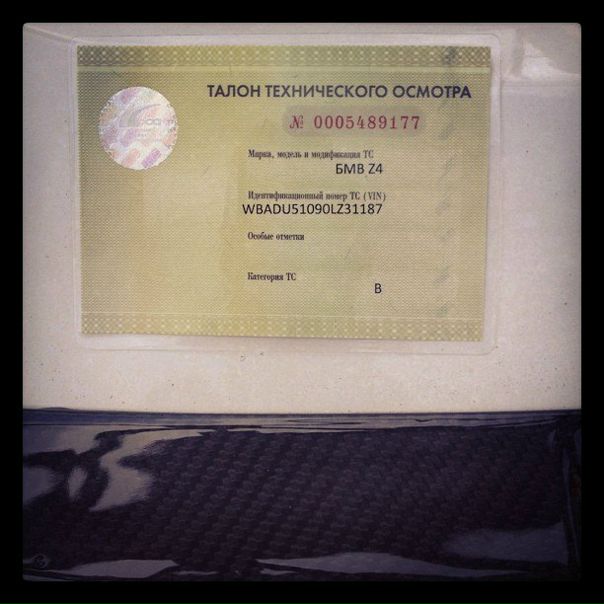 ТАЛОН ТЕХНИЧЕСКОГО ОСМОТРА
№ 0005489177
Марка, модель и модификация ТС
БМВ Z4
Идентификационный номер ТС (VIN)
WBADU51090LZ31187
Особые отметки
Категория ТС
В